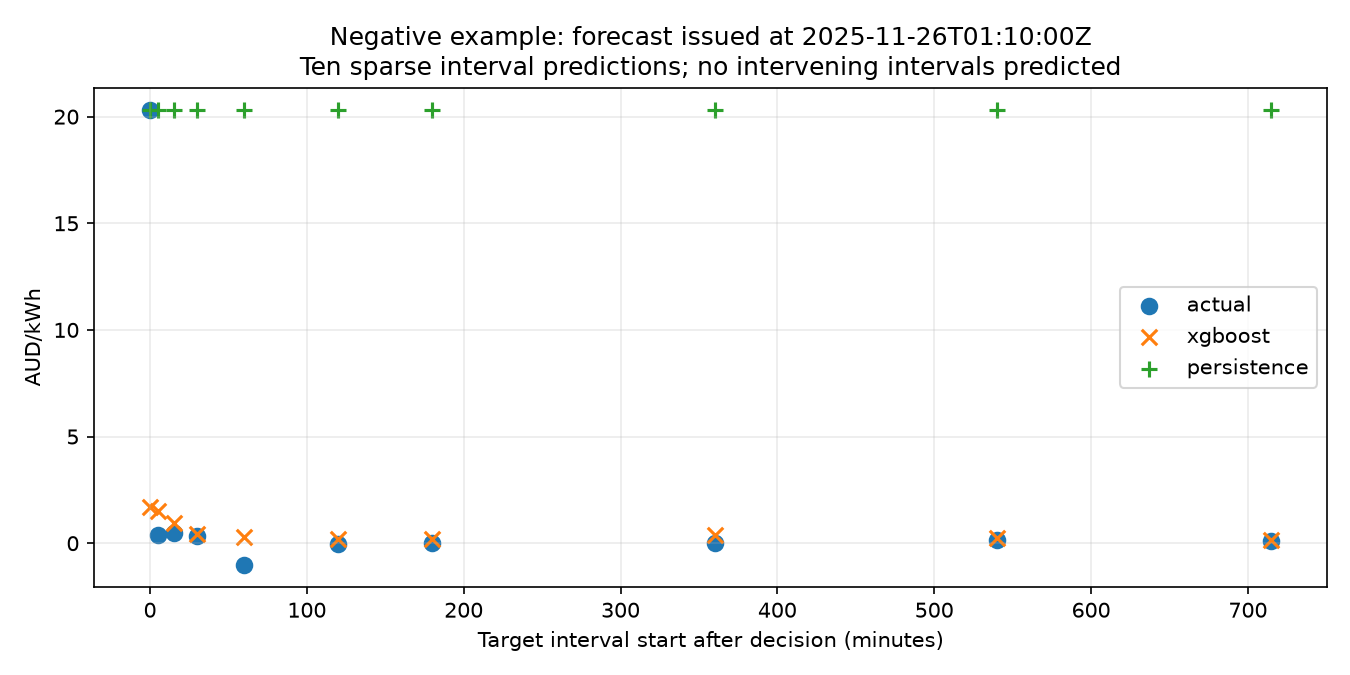 Negative example: forecast issued at 2025-11-26T01:10:00Z
Ten sparse interval predictions; no intervening intervals predicted
20
15
10
5
0
AUD/kWh
actual
xgboost
persistence
0 100 200 300 400 500 600 700
Target interval start after decision (minutes)